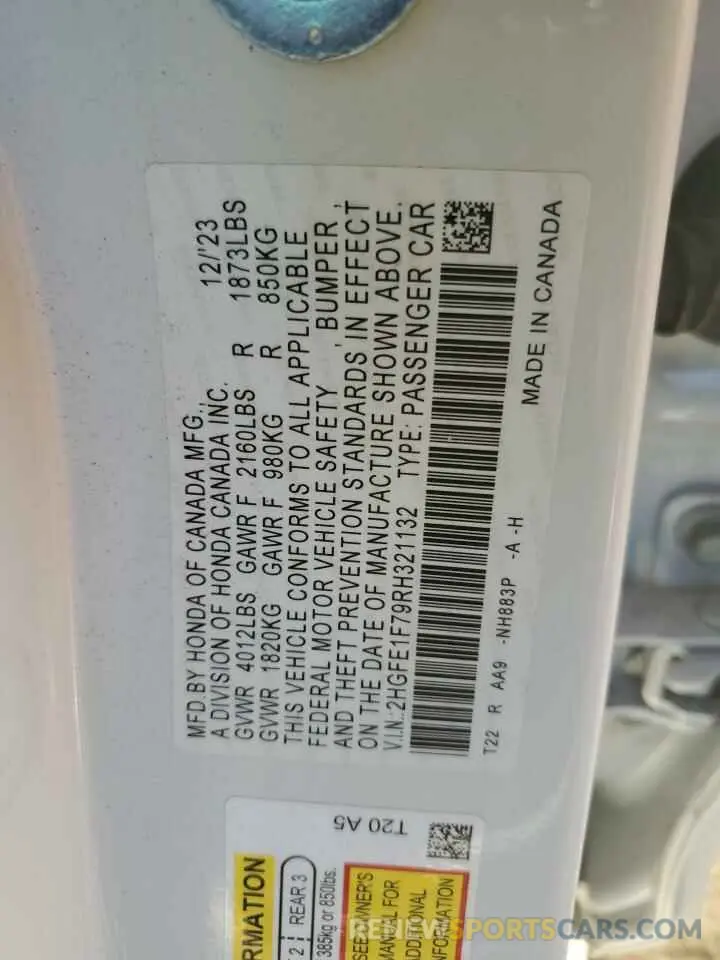 MFD.BY HONDA OF CANADA MFG., 12/'23
A DIVISION OF HONDA CANADA INC.
GVWR 4012LBS GAWR F 2160LBS R 1873LBS
GVWR 1820KG GAWR F 980KG R 850KG
THIS VEHICLE CONFORMS TO ALL APPLICABLE
FEDERAL MOTOR VEHICLE SAFETY , BUMPER ,
AND THEFT PREVENTION STANDARDS IN EFFECT
ON THE DATE OF MANUFACTURE SHOWN ABOVE.
V.I.N.:2HGFE1F79RH321132 TYPE: PASSENGER CAR
T22 R AA9 -NH883P -A -H
MADE IN CANADA
T20 A5
RMATION
2 REAR 3
385kg or 850lbs.
SEE OWNER'S
MANUAL FOR
ADDITIONAL
INFORMATION
RENEWSPORTSCARS.COM